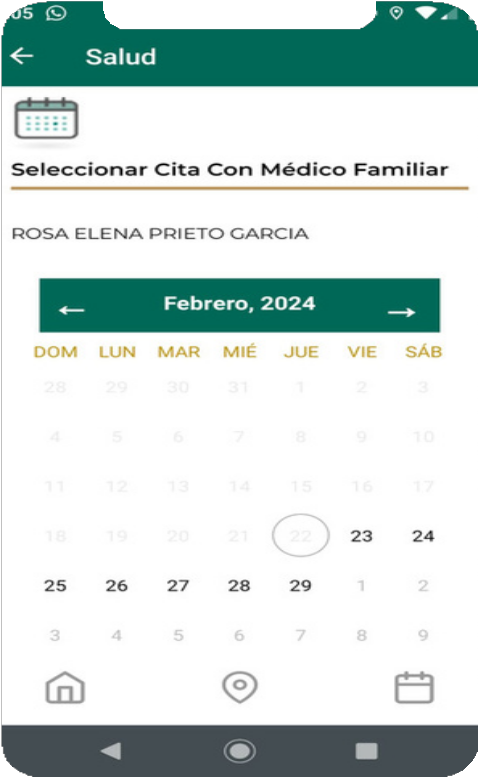 05
Salud
Seleccionar Cita Con Médico Familiar
ROSA ELENA PRIETO GARCIA
Febrero, 2024
DOM LUN MAR MIÉ JUE VIE SÁB
28 29 30 31 1 2 3
4 5 6 7 8 9 10
11 12 13 14 15 16 17
18 19 20 21 22 23 24
25 26 27 28 29 1 2
3 4 5 6 7 8 9